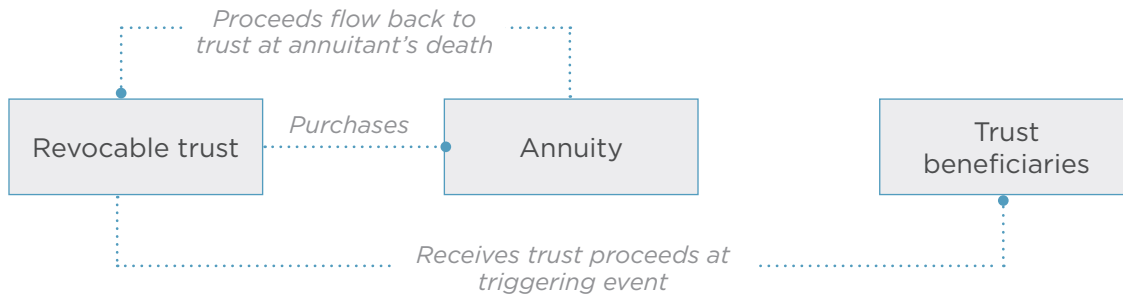 Proceeds flow back to
trust at annuitant’s death
Revocable trust
Purchases
Annuity
Trust
beneficiaries
Receives trust proceeds at
triggering event